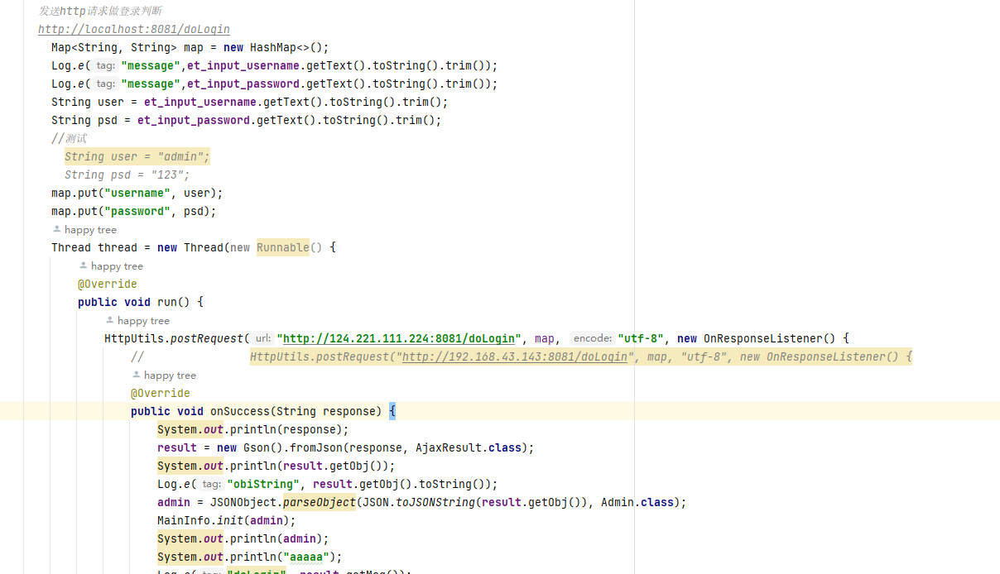 发送http请求做登录判断
http://localhost:8081/doLogin
Map<String, String> map = new HashMap<>();
Log.e( tag: "message",et_input_username.getText().toString().trim());
Log.e( tag: "message",et_input_password.getText().toString().trim());
String user = et_input_username.getText().toString().trim();
String psd = et_input_password.getText().toString().trim();
//测试
String user = "admin";
String psd = "123";
map.put("username", user);
map.put("password", psd);
happy tree
Thread thread = new Thread(new Runnable() {
happy tree
@Override
public void run() {
happy tree
HttpUtils.postRequest( url: "http://124.221.111.224:8081/doLogin", map, encode: "utf-8", new OnResponseListener() {
// HttpUtils.postRequest("http://192.168.43.143:8081/doLogin", map, "utf-8", new OnResponseListener() {
happy tree
@Override
public void onSuccess(String response) {
System.out.println(response);
result = new Gson().fromJson(response, AjaxResult.class);
System.out.println(result.getObj());
Log.e( tag: "obiString", result.getObj().toString());
admin = JSONObject.parseObject(JSON.toJSONString(result.getObj()), Admin.class);
MainInfo.init(admin);
System.out.println(admin);
System.out.println("aaaaa");
Log.e( tag: "doLogin", result.getMsg());